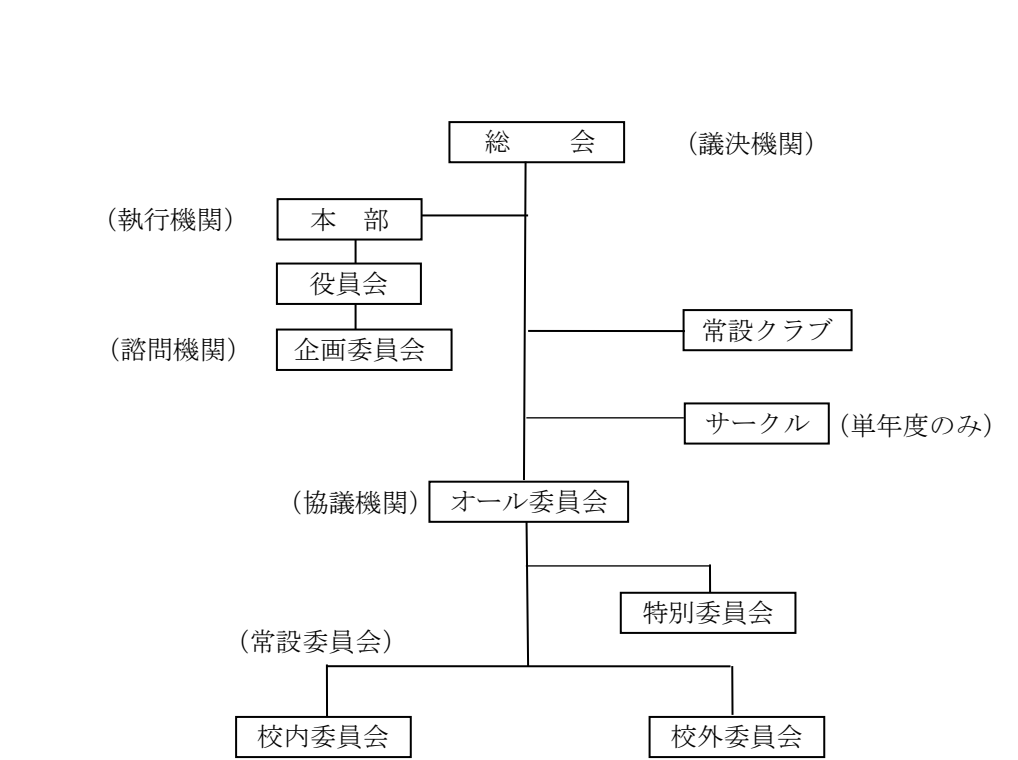 総　　会　（議決機関）
（執行機関）　本　部
役員会
常設クラブ
（諮問機関）　企画委員会
サークル（単年度のみ）
（協議機関）オール委員会
特別委員会
（常設委員会）
校内委員会　校外委員会